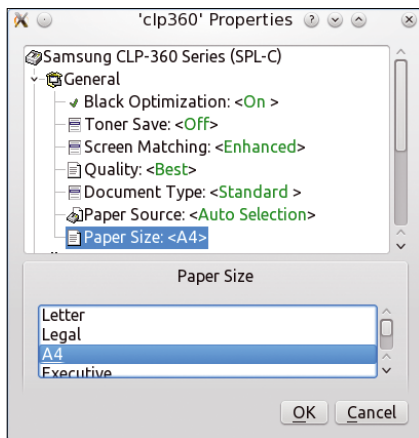 'clp360' Properties
Samsung CLP-360 Series (SPL-C)
General
Black Optimization: <On >
Toner Save: <Off>
Screen Matching: <Enhanced>
Quality: <Best>
Document Type: <Standard >
Paper Source: <Auto Selection>
Paper Size: <A4>
Paper Size
Letter
Legal
A4
Executive
OK Cancel